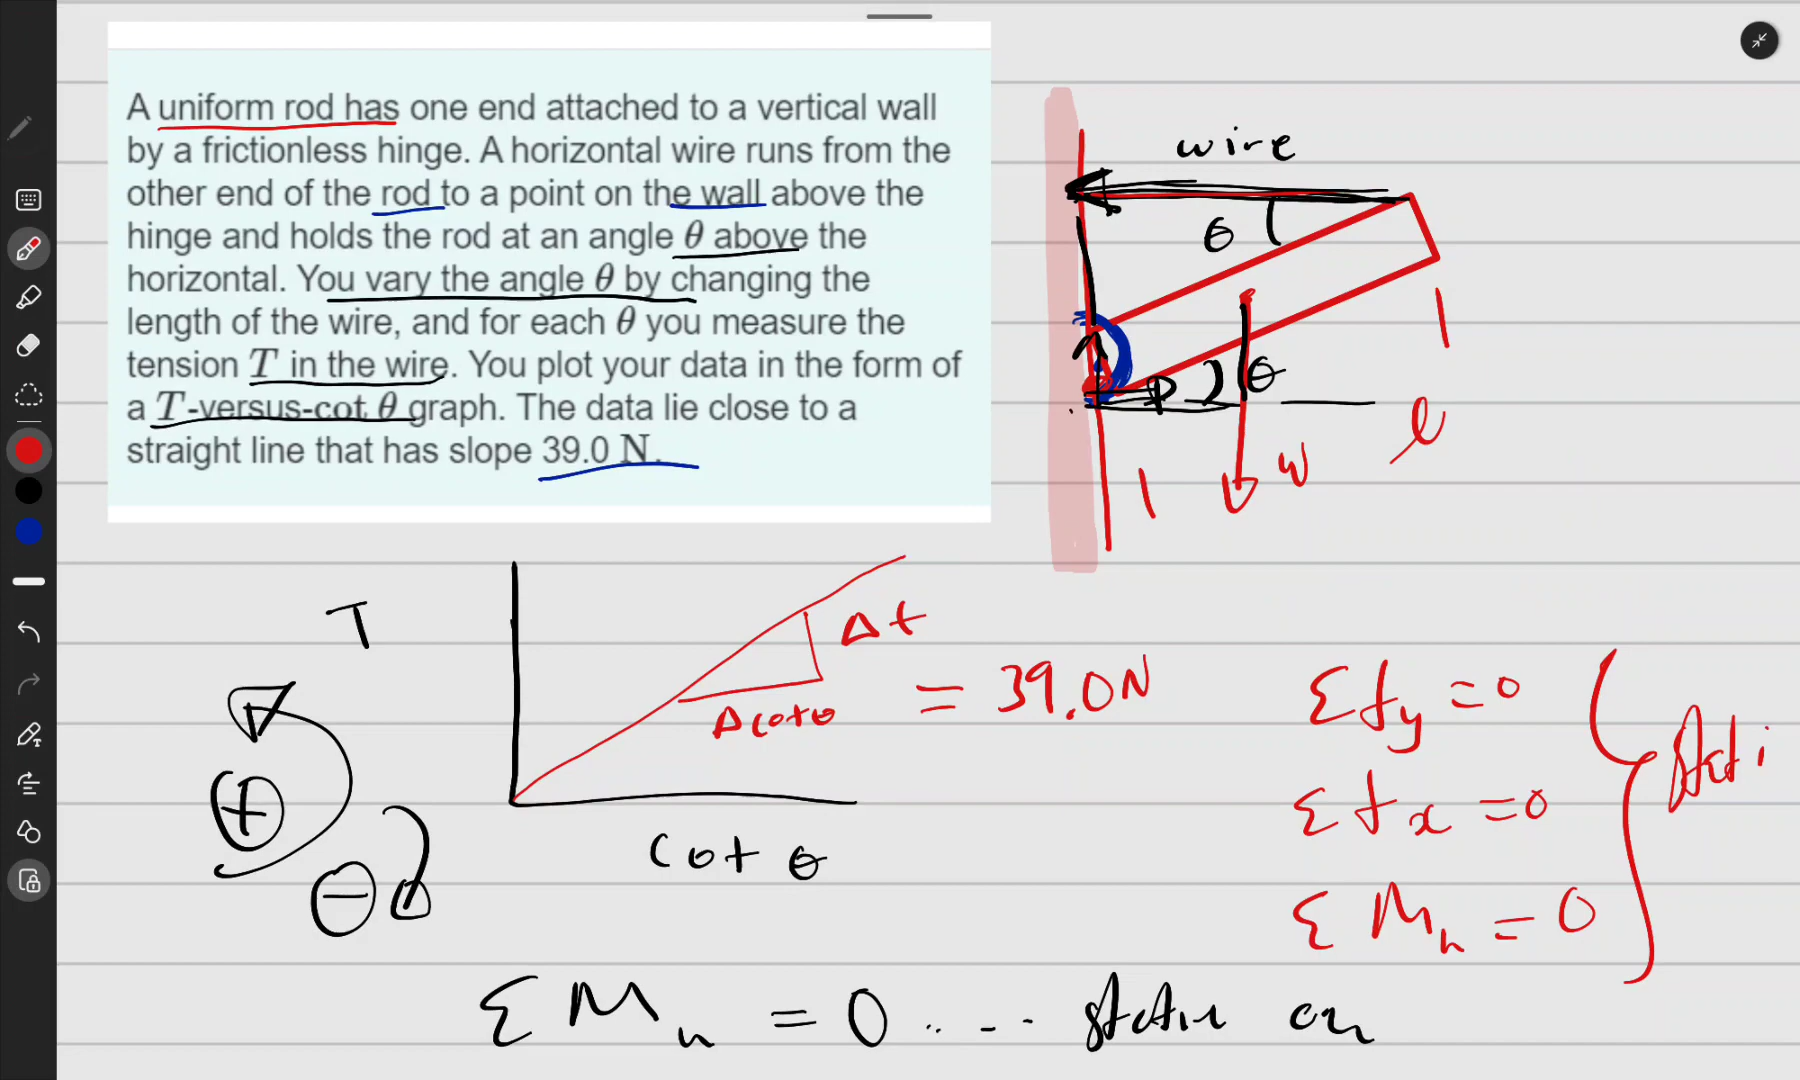 A uniform rod has one end attached to a vertical wall
by a frictionless hinge. A horizontal wire runs from the
other end of the rod to a point on the wall above the
hinge and holds the rod at an angle θ above the
horizontal. You vary the angle θ by changing the
length of the wire, and for each θ you measure the
tension T in the wire. You plot your data in the form of
a T-versus-cot θ graph. The data lie close to a
straight line that has slope 39.0 N.
wire
θ
θ
l
W
T
Δt
Δcotθ
= 39.0N
Cot θ
+
−
Σfy = 0
Σfx = 0
ΣMh = 0
Stati
ΣMh = 0 ....